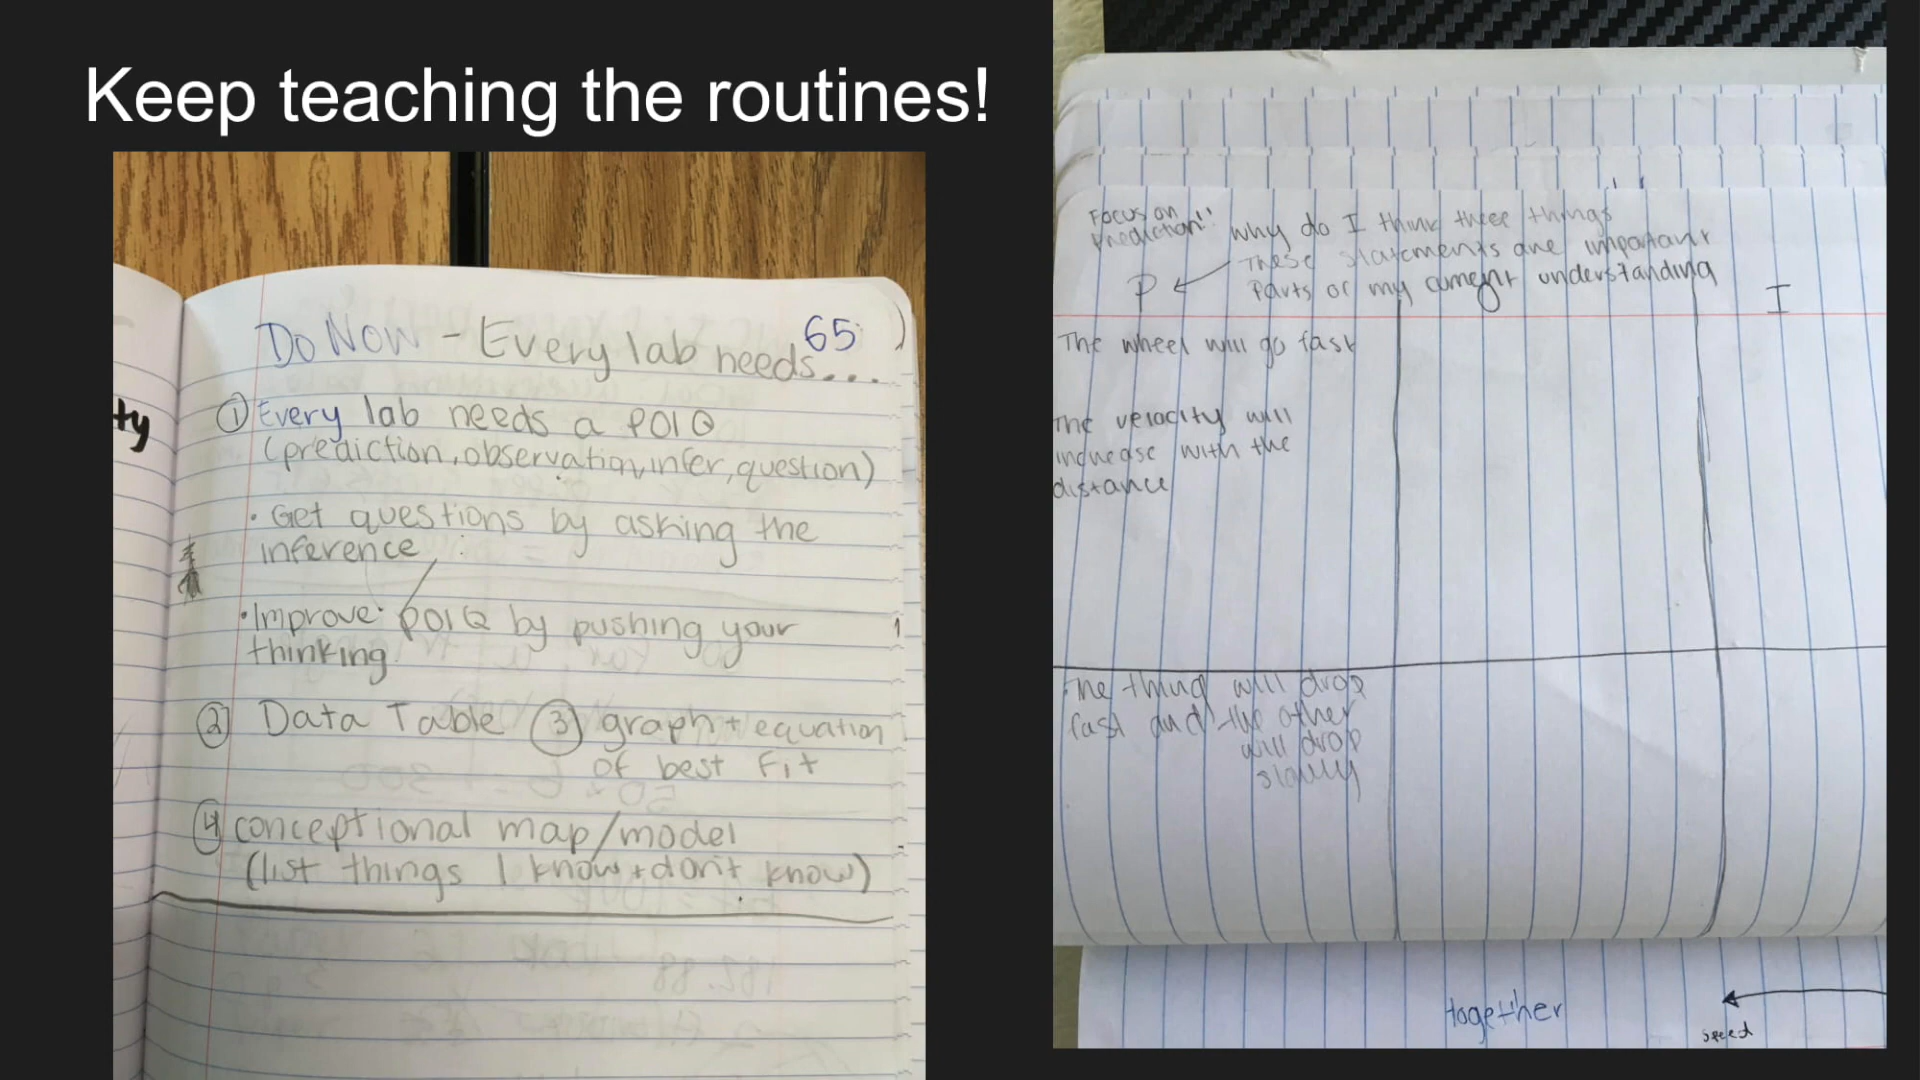 Keep teaching the routines!
65
Do Now - Every lab needs...
① Every lab needs a POIQ
(prediction, observation, infer, question)
• Get questions by asking the
inference
• Improve POIQ by pushing your
thinking
② Data Table ③ graph + equation
of best fit
④ conceptional map/model
(list things I know + don't know)
ty
Focus on
Prediction!!
why do I think these things
These statements are important
parts of my current understanding
P
I
The wheel will go fast
The velocity will
increase with the
distance
The thing will drop
fast and the other
will drop
slowly
together
speed